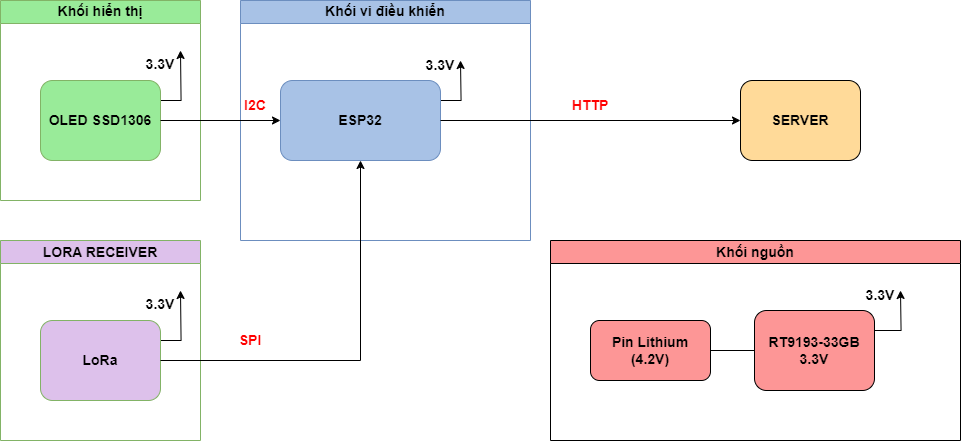 Khối hiển thị
3.3V
OLED SSD1306
I2C
Khối vi điều khiển
3.3V
ESP32
HTTP
SERVER
LORA RECEIVER
3.3V
LoRa
SPI
Khối nguồn
3.3V
Pin Lithium
(4.2V)
RT9193-33GB
3.3V